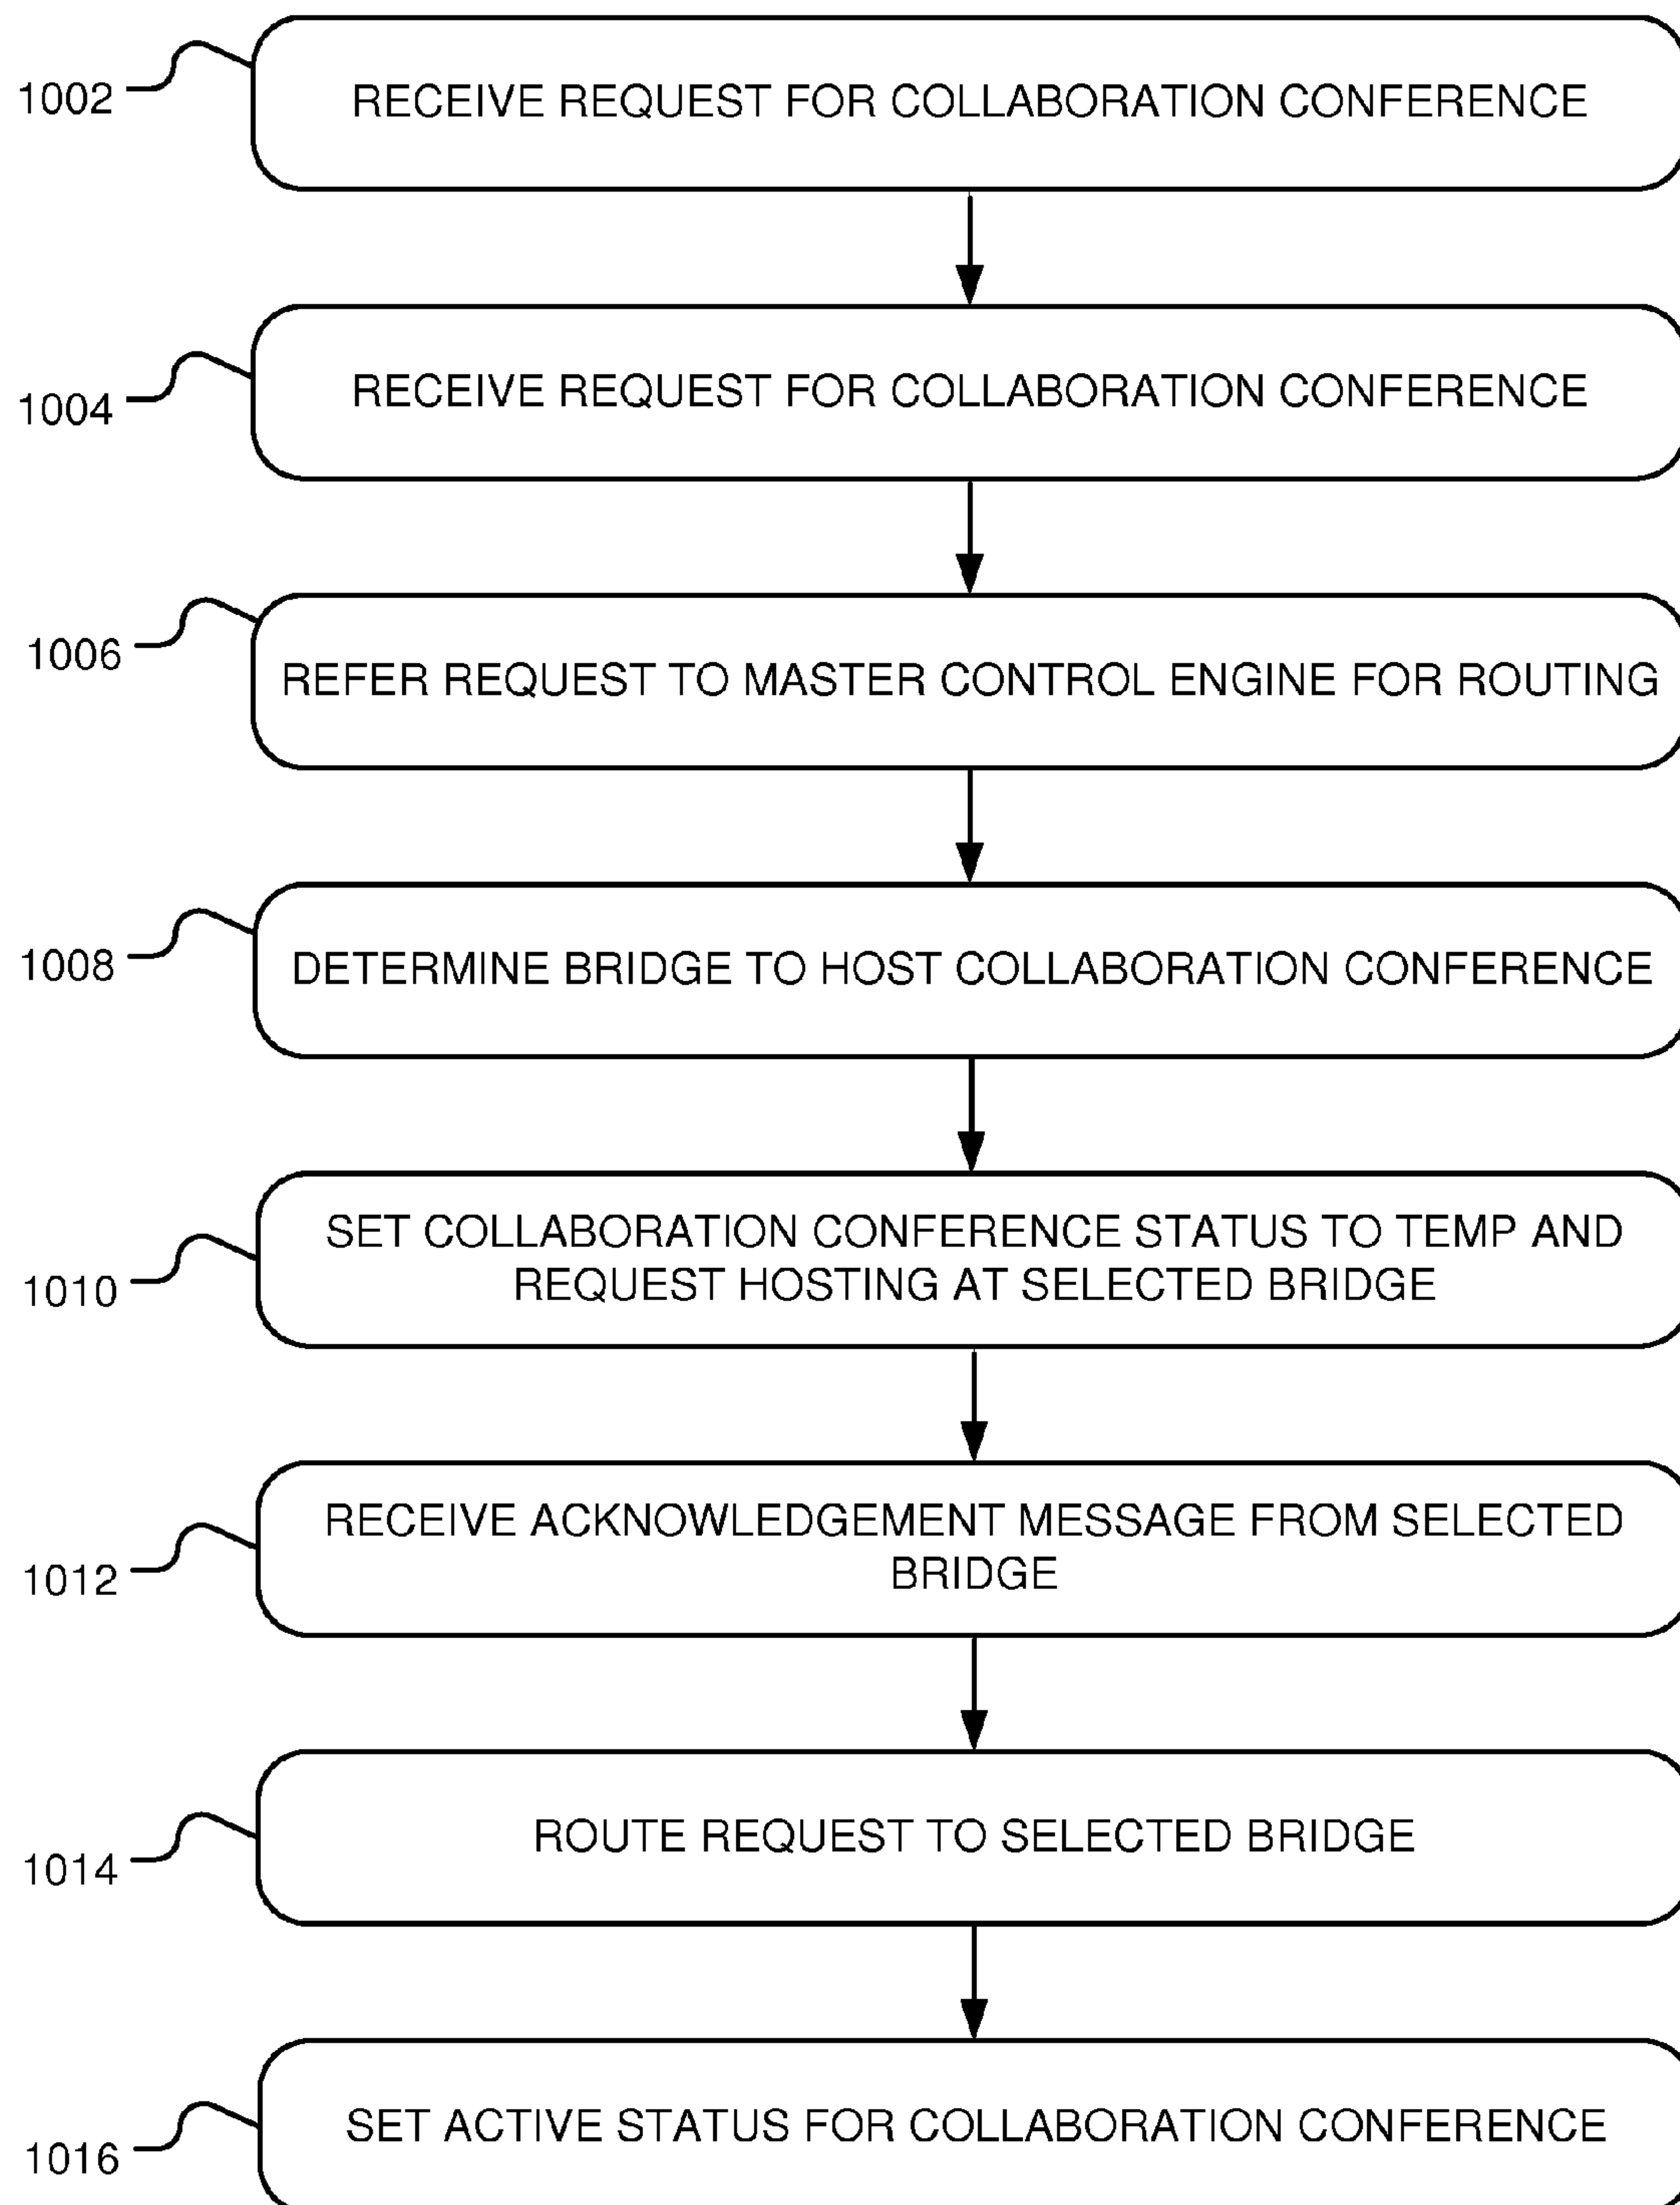 1002
RECEIVE REQUEST FOR COLLABORATION CONFERENCE
1004
RECEIVE REQUEST FOR COLLABORATION CONFERENCE
1006
REFER REQUEST TO MASTER CONTROL ENGINE FOR ROUTING
1008
DETERMINE BRIDGE TO HOST COLLABORATION CONFERENCE
1010
SET COLLABORATION CONFERENCE STATUS TO TEMP AND
REQUEST HOSTING AT SELECTED BRIDGE
1012
RECEIVE ACKNOWLEDGEMENT MESSAGE FROM SELECTED
BRIDGE
1014
ROUTE REQUEST TO SELECTED BRIDGE
1016
SET ACTIVE STATUS FOR COLLABORATION CONFERENCE